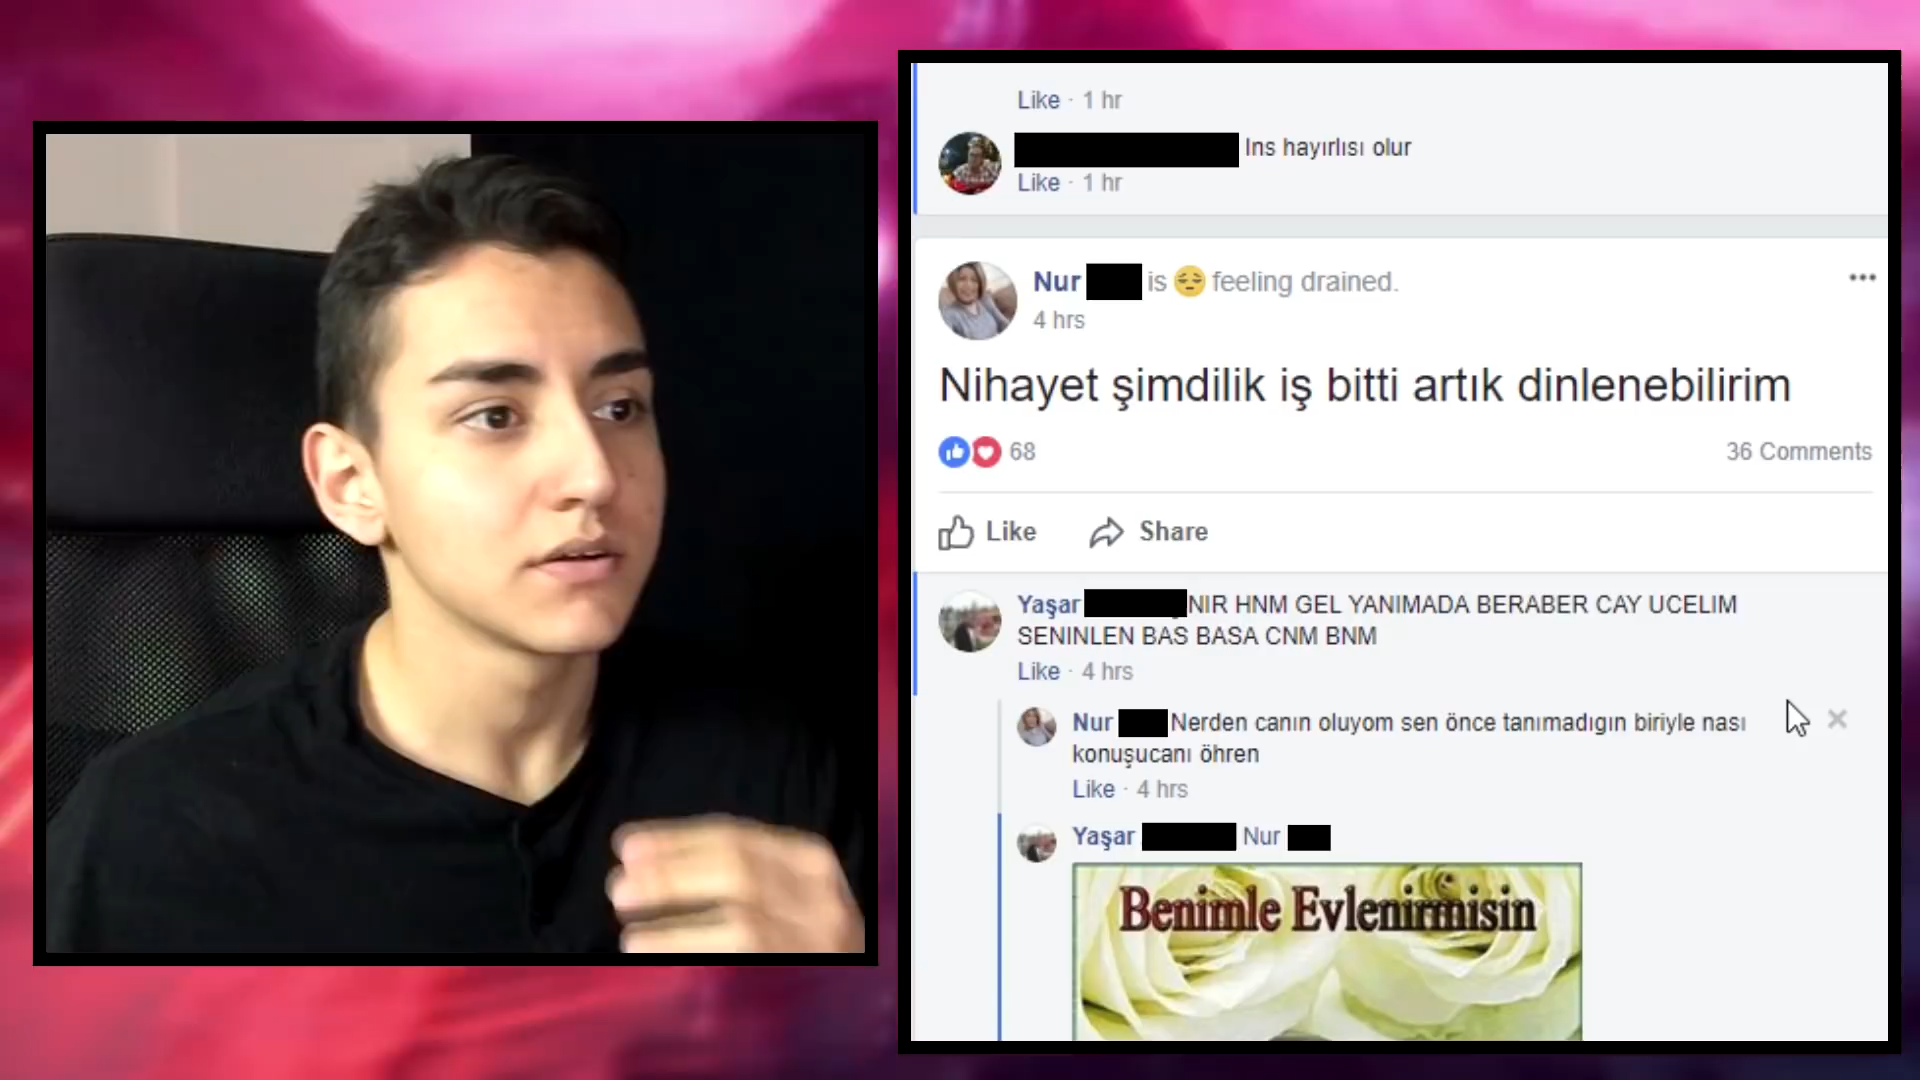 Like · 1 hr
Ins hayırlısı olur
Like · 1 hr
Nur is 😔 feeling drained.
4 hrs
Nihayet şimdilik iş bitti artık dinlenebilirim
68
36 Comments
Like
Share
Yaşar NIR HNM GEL YANIMADA BERABER CAY UCELIM
SENINLEN BAS BASA CNM BNM
Like · 4 hrs
Nur Nerden canın oluyom sen önce tanımadıgın biriyle nası
konuşucanı öhren
Like · 4 hrs
Yaşar Nur
Benimle Evlenirmisin